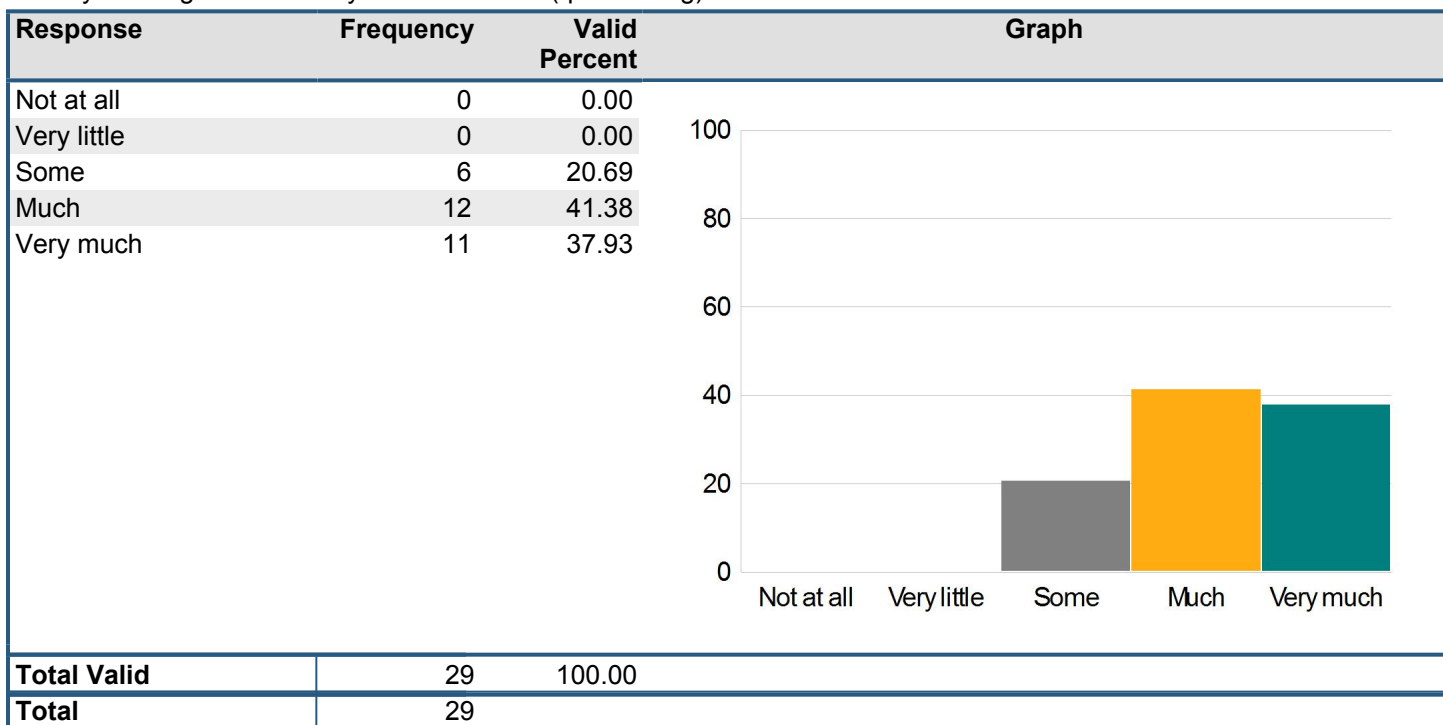 Response Frequency Valid Percent Graph
Not at all 0 0.00
Very little 0 0.00
Some 6 20.69
Much 12 41.38
Very much 11 37.93
100
80
60
40
20
0
Not at all Very little Some Much Very much
Total Valid 29 100.00
Total 29